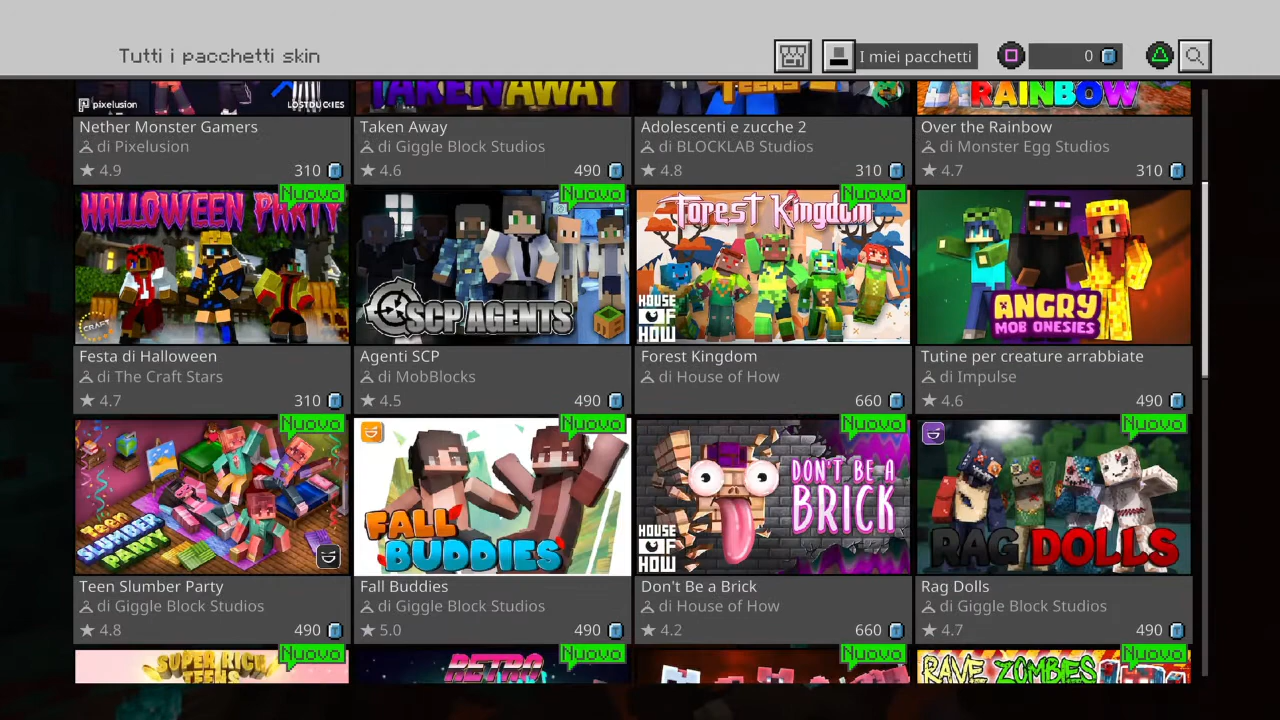 Tutti i pacchetti skin
I miei pacchetti
0
pixelusion
LOSTDUCKIES
TAKEN AWAY
TEENS
RAINBOW
Nether Monster Gamers
di Pixelusion
4.9
310
Taken Away
di Giggle Block Studios
4.6
490
Adolescenti e zucche 2
di BLOCKLAB Studios
4.8
310
Over the Rainbow
di Monster Egg Studios
4.7
310
Nuovo
HALLOWEEN PARTY
CRAFT
Festa di Halloween
di The Craft Stars
4.7
310
Nuovo
SCP AGENTS
Agenti SCP
di MobBlocks
4.5
490
Nuovo
Forest Kingdom
HOUSE
OF
HOW
Forest Kingdom
di House of How
660
ANGRY
MOB ONESIES
Tutine per creature arrabbiate
di Impulse
4.6
490
Nuovo
Teen
SLUMBER
PARTY
Teen Slumber Party
di Giggle Block Studios
4.8
490
Nuovo
FALL
BUDDIES
Fall Buddies
di Giggle Block Studios
5.0
490
Nuovo
DON'T BE A
BRICK
HOUSE
OF
HOW
Don't Be a Brick
di House of How
4.2
660
Nuovo
RAG DOLLS
Rag Dolls
di Giggle Block Studios
4.7
490
Nuovo
SUPER RICH
TEENS
Nuovo
RETRO
Nuovo
Nuovo
RAVE ZOMBIES